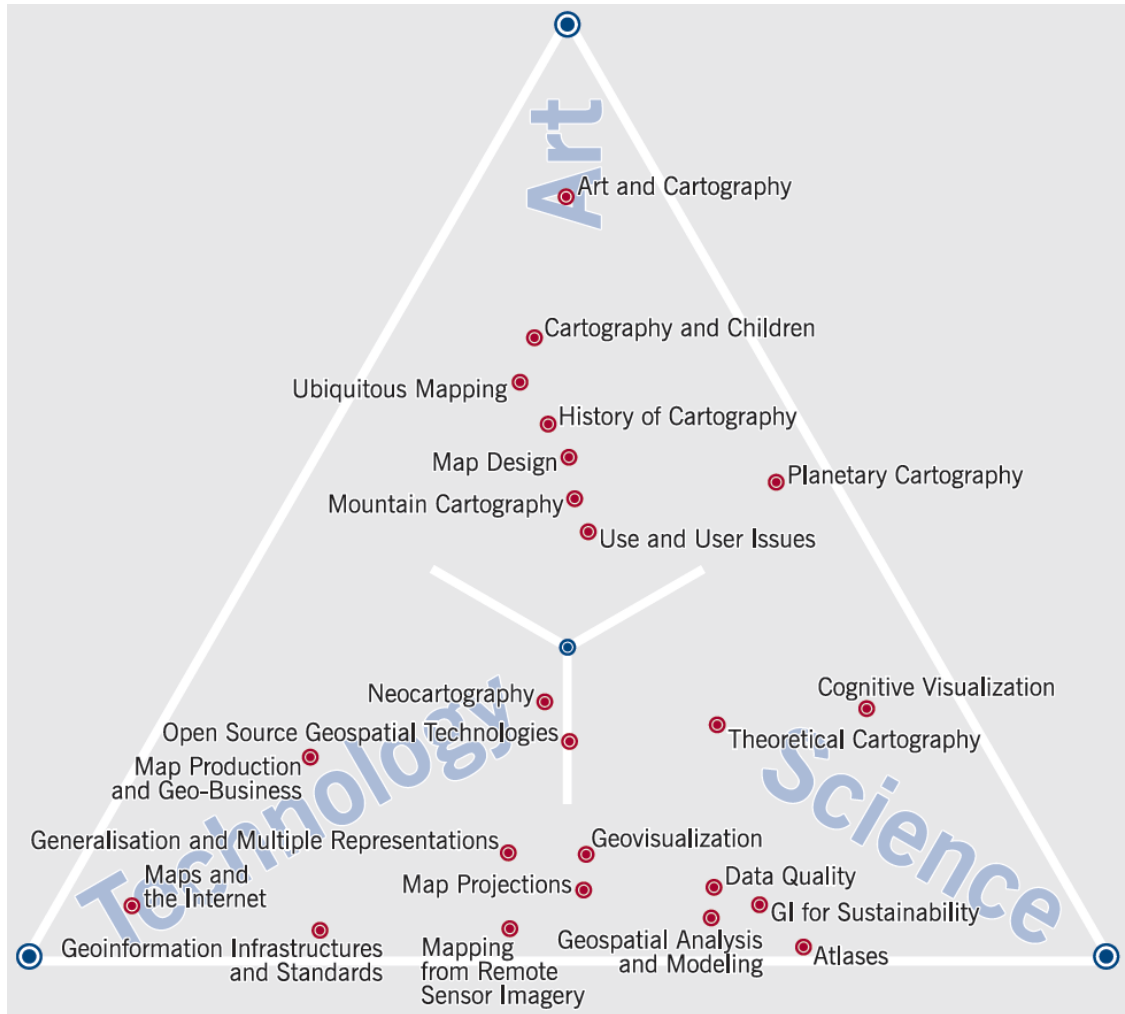 Art
Art and Cartography
Cartography and Children
Ubiquitous Mapping
History of Cartography
Map Design
Planetary Cartography
Mountain Cartography
Use and User Issues
Technology
Neocartography
Open Source Geospatial Technologies
Map Production
and Geo-Business
Cognitive Visualization
Theoretical Cartography
Science
Generalisation and Multiple Representations
Geovisualization
Maps and
the Internet
Map Projections
Data Quality
GI for Sustainability
Geoinformation Infrastructures
and Standards
Mapping
from Remote
Sensor Imagery
Geospatial Analysis
and Modeling
Atlases